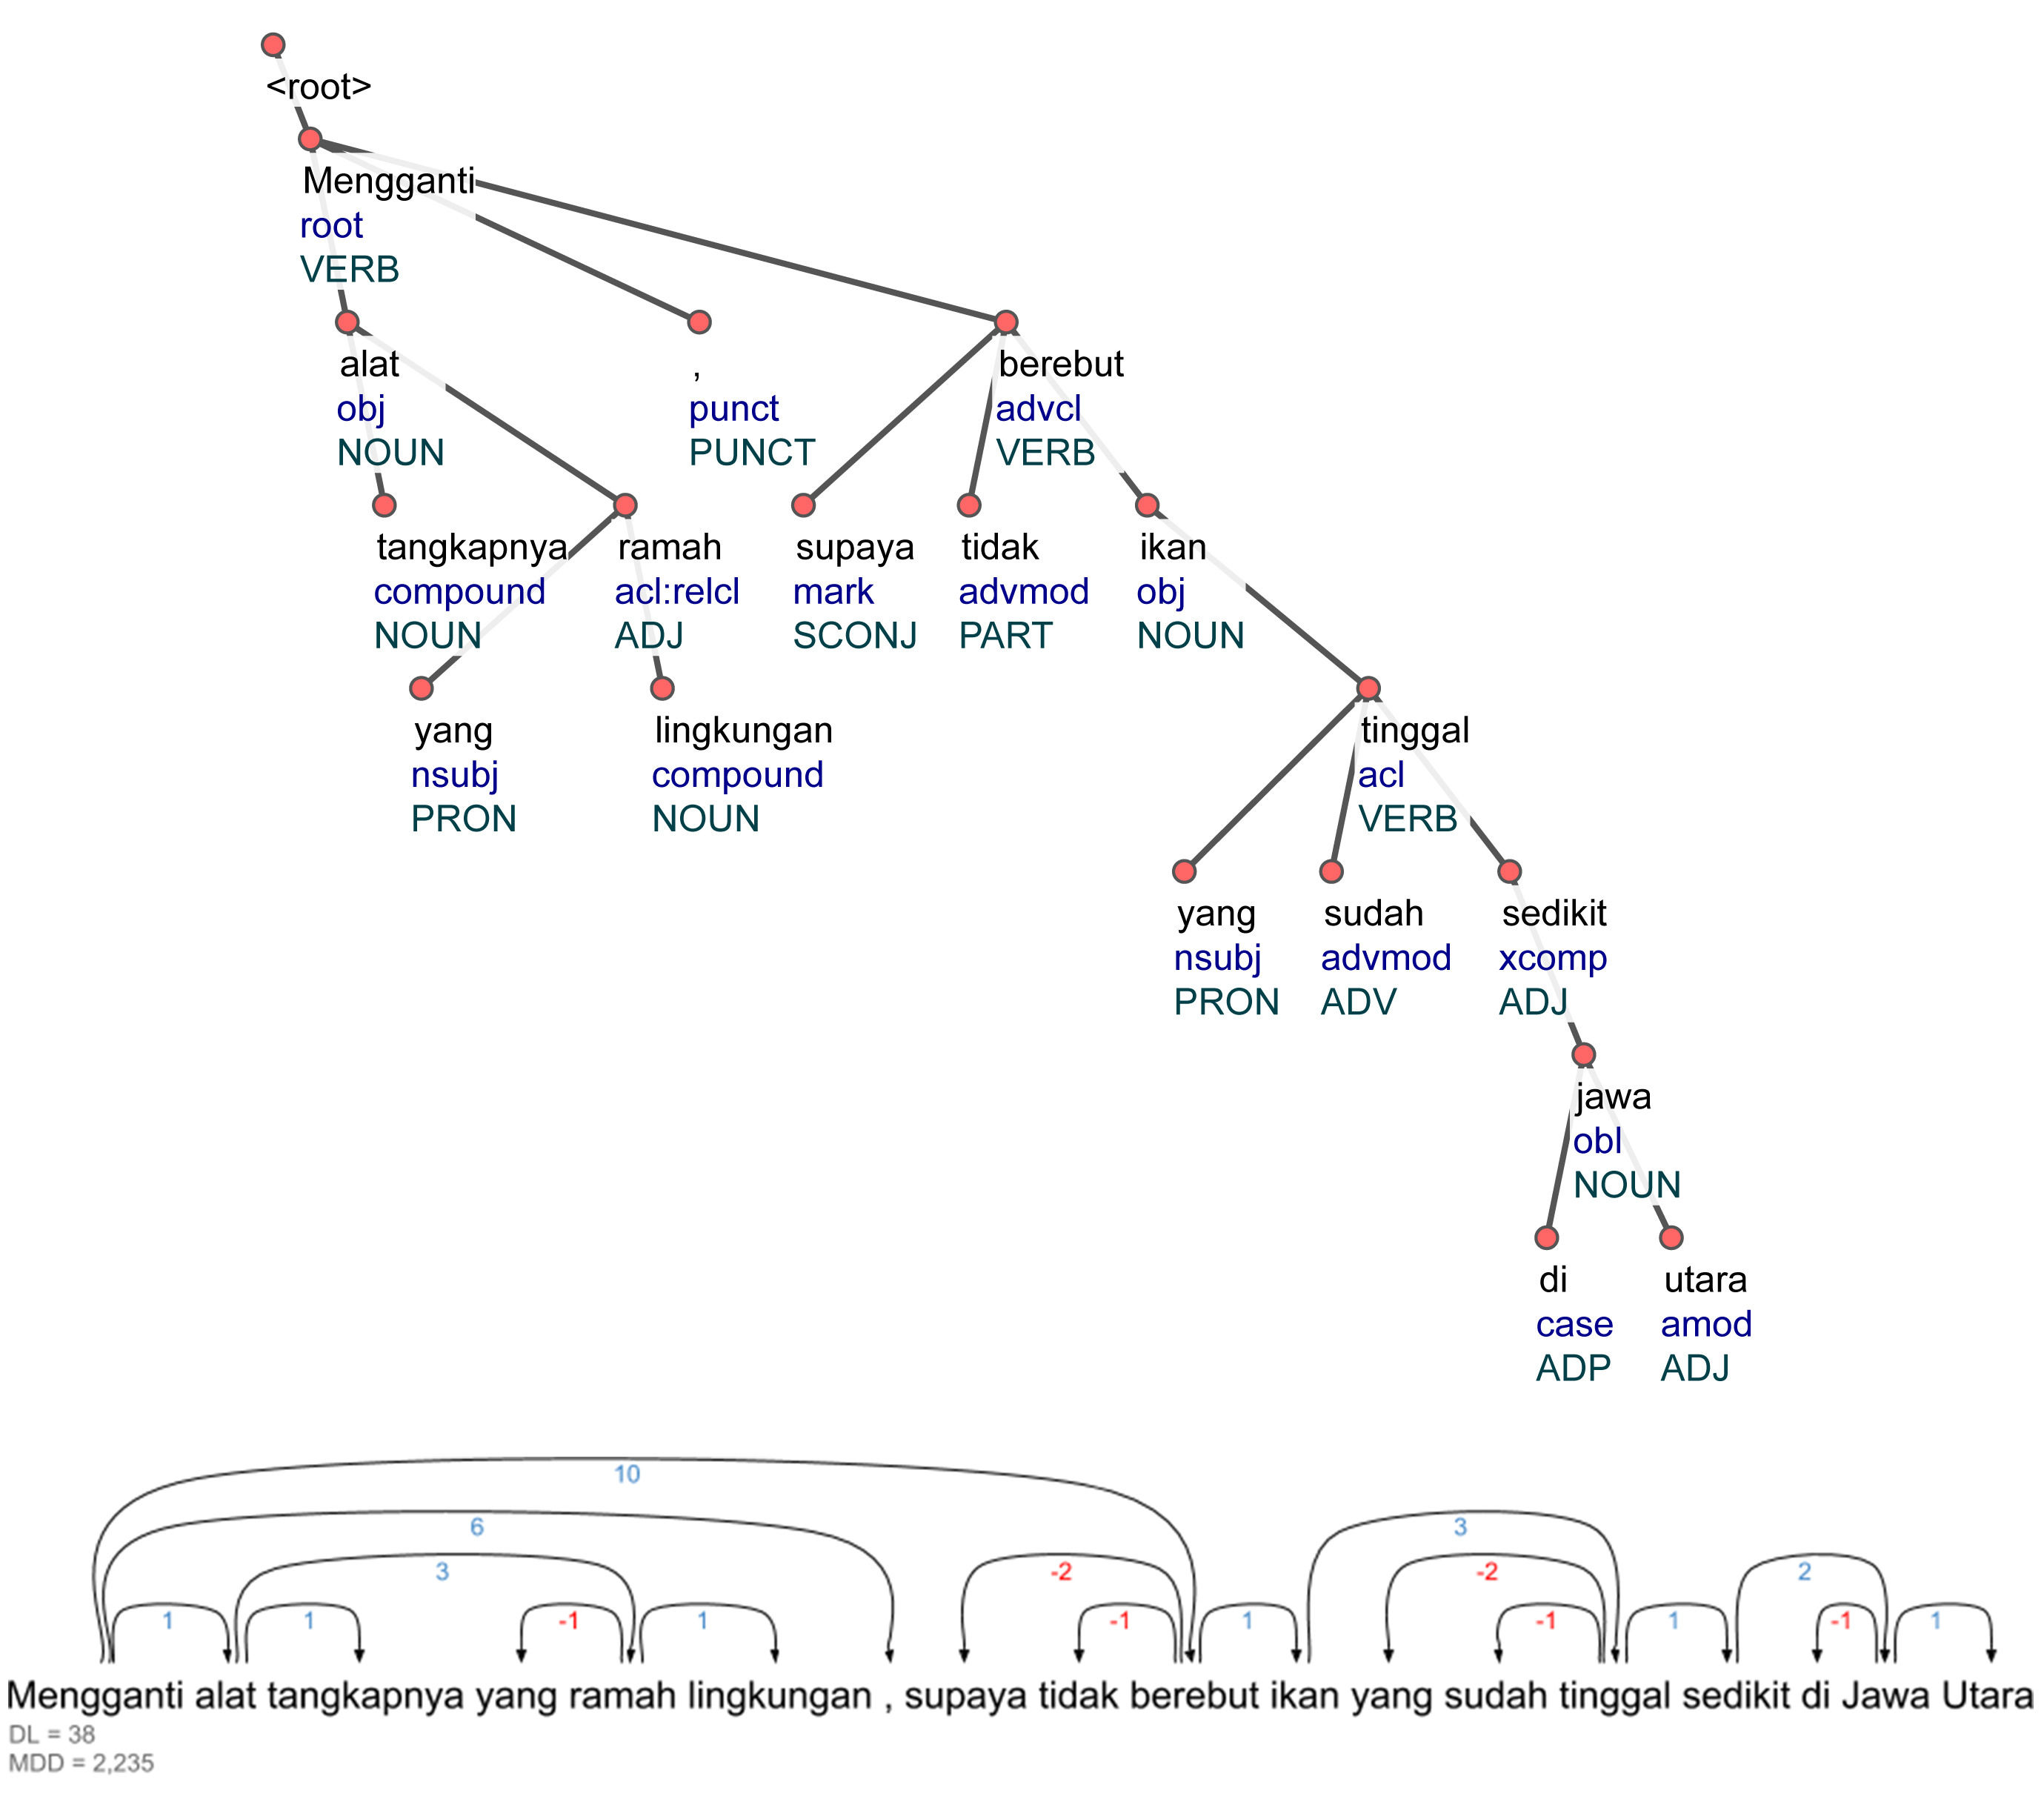 <root>
Mengganti
root
VERB
alat , berebut
obj punct advcl
NOUN PUNCT VERB
tangkapnya ramah supaya tidak ikan
compound acl:relcl mark advmod obj
NOUN ADJ SCONJ PART NOUN
yang lingkungan tinggal
nsubj compound acl
PRON NOUN VERB
yang sudah sedikit
nsubj advmod xcomp
PRON ADV ADJ
jawa
obl
NOUN
di utara
case amod
ADP ADJ
10
6 3
3 -2 -2 2
1 1 -1 1 -1 1 -1 1 -1 1
Mengganti alat tangkapnya yang ramah lingkungan , supaya tidak berebut ikan yang sudah tinggal sedikit di Jawa Utara
DL = 38
MDD = 2,235